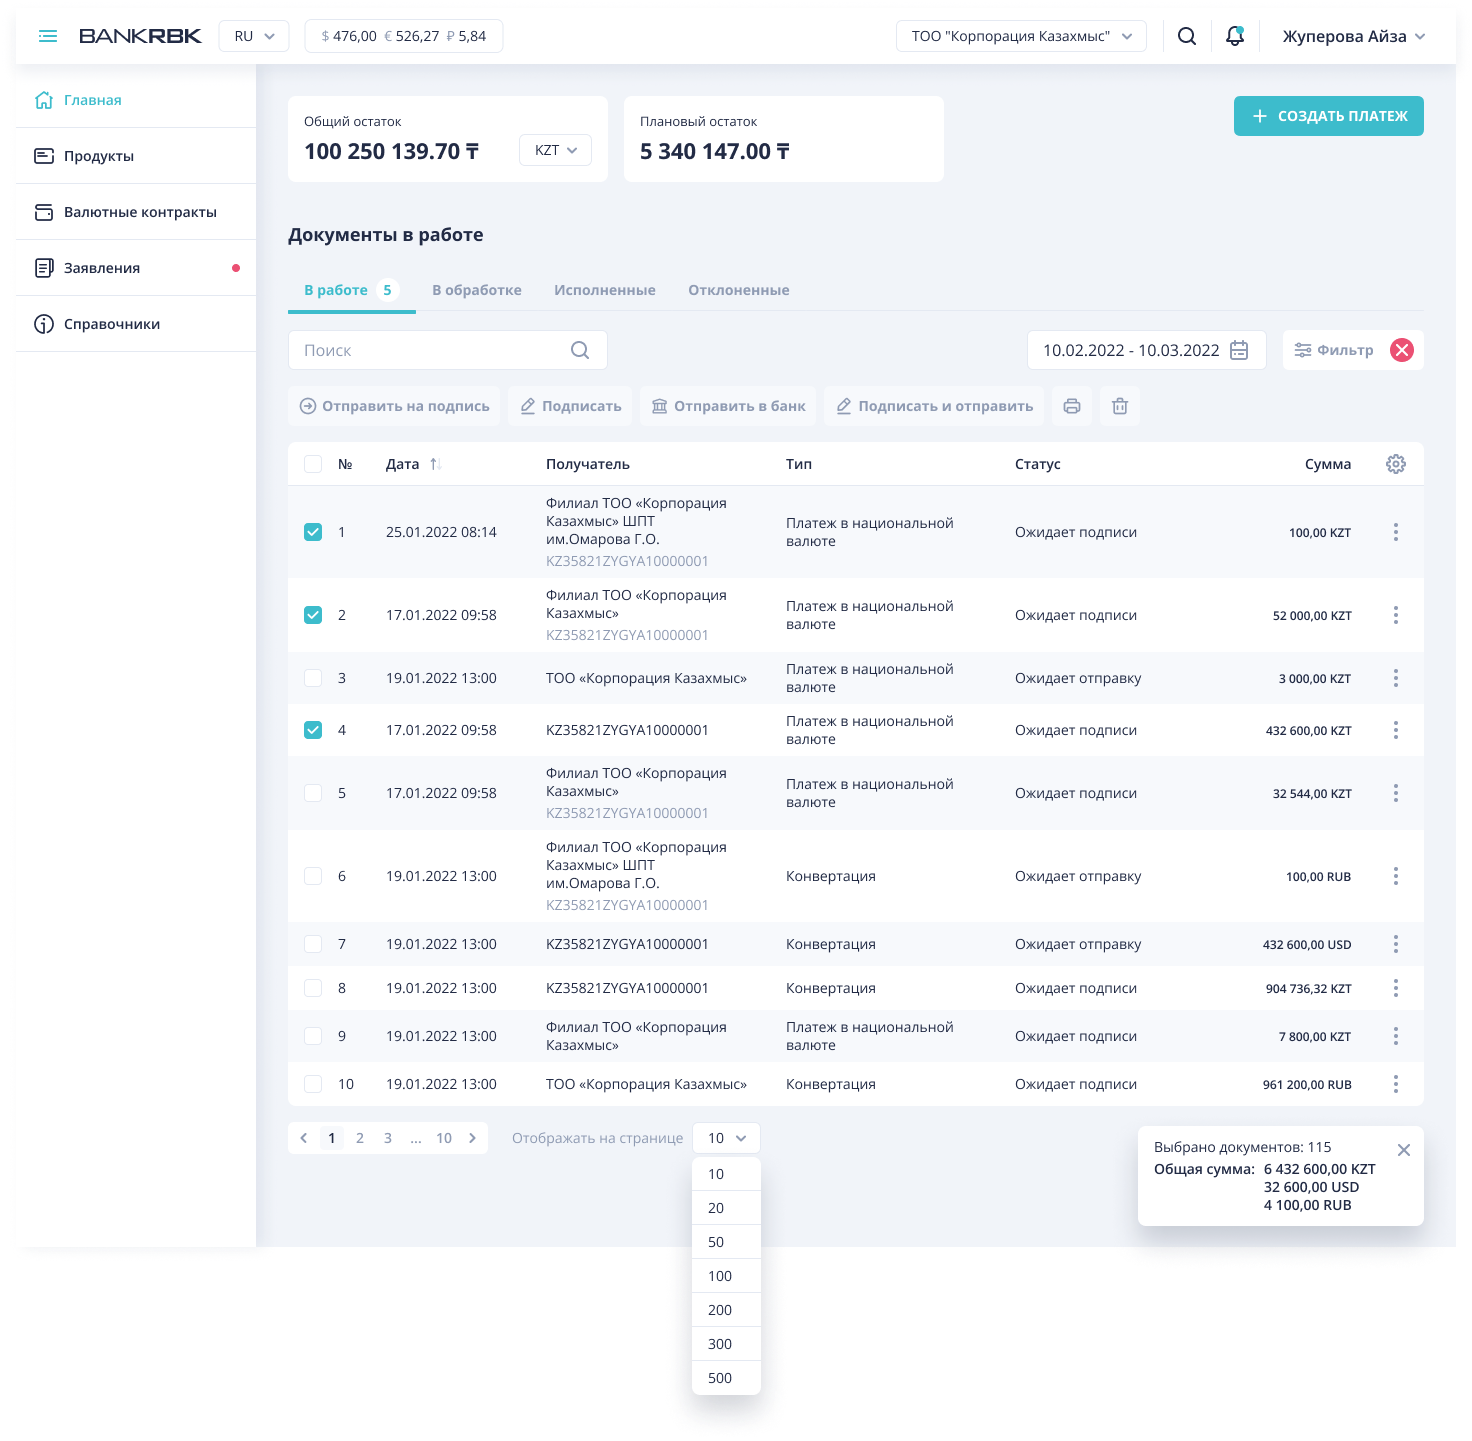 BANKRBK
RU
$ 476,00 € 526,27 ₽ 5,84
ТОО "Корпорация Казахмыс"
Жуперова Айза
Главная
Продукты
Валютные контракты
Заявления
Справочники
Общий остаток
100 250 139.70 ₸
KZT
Плановый остаток
5 340 147.00 ₸
СОЗДАТЬ ПЛАТЕЖ
Документы в работе
В работе 5
В обработке
Исполненные
Отклоненные
Поиск
10.02.2022 - 10.03.2022
Фильтр
Отправить на подпись
Подписать
Отправить в банк
Подписать и отправить
№ Дата Получатель Тип Статус Сумма
Филиал ТОО «Корпорация
Казахмыс» ШПТ
им.Омарова Г.О.
KZ35821ZYGYA10000001
1 25.01.2022 08:14
Платеж в национальной
валюте
Ожидает подписи
100,00 KZT
Филиал ТОО «Корпорация
Казахмыс»
KZ35821ZYGYA10000001
2 17.01.2022 09:58
Платеж в национальной
валюте
Ожидает подписи
52 000,00 KZT
3 19.01.2022 13:00
ТОО «Корпорация Казахмыс»
Платеж в национальной
валюте
Ожидает отправку
3 000,00 KZT
4 17.01.2022 09:58
KZ35821ZYGYA10000001
Платеж в национальной
валюте
Ожидает подписи
432 600,00 KZT
Филиал ТОО «Корпорация
Казахмыс»
KZ35821ZYGYA10000001
5 17.01.2022 09:58
Платеж в национальной
валюте
Ожидает подписи
32 544,00 KZT
Филиал ТОО «Корпорация
Казахмыс» ШПТ
им.Омарова Г.О.
KZ35821ZYGYA10000001
6 19.01.2022 13:00
Конвертация
Ожидает отправку
100,00 RUB
7 19.01.2022 13:00 KZ35821ZYGYA10000001 Конвертация Ожидает отправку 432 600,00 USD
8 19.01.2022 13:00 KZ35821ZYGYA10000001 Конвертация Ожидает подписи 904 736,32 KZT
9 19.01.2022 13:00
Филиал ТОО «Корпорация
Казахмыс»
Платеж в национальной
валюте
Ожидает подписи
7 800,00 KZT
10 19.01.2022 13:00 ТОО «Корпорация Казахмыс» Конвертация Ожидает подписи 961 200,00 RUB
1 2 3 ... 10
Отображать на странице 10
10
20
50
100
200
300
500
Выбрано документов: 115
Общая сумма: 6 432 600,00 KZT
32 600,00 USD
4 100,00 RUB